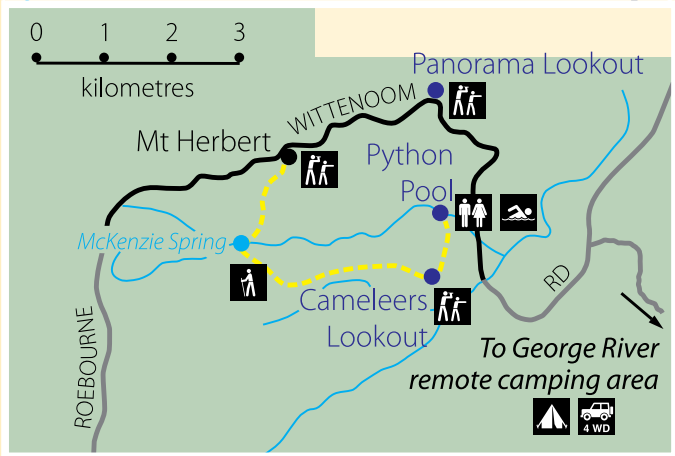 0 1 2 3
kilometres
Panorama Lookout
WITTENOOM
Mt Herbert
Python
Pool
McKenzie Spring
Cameleers
Lookout
ROEBOURNE
RD
To George River
remote camping area
4 WD